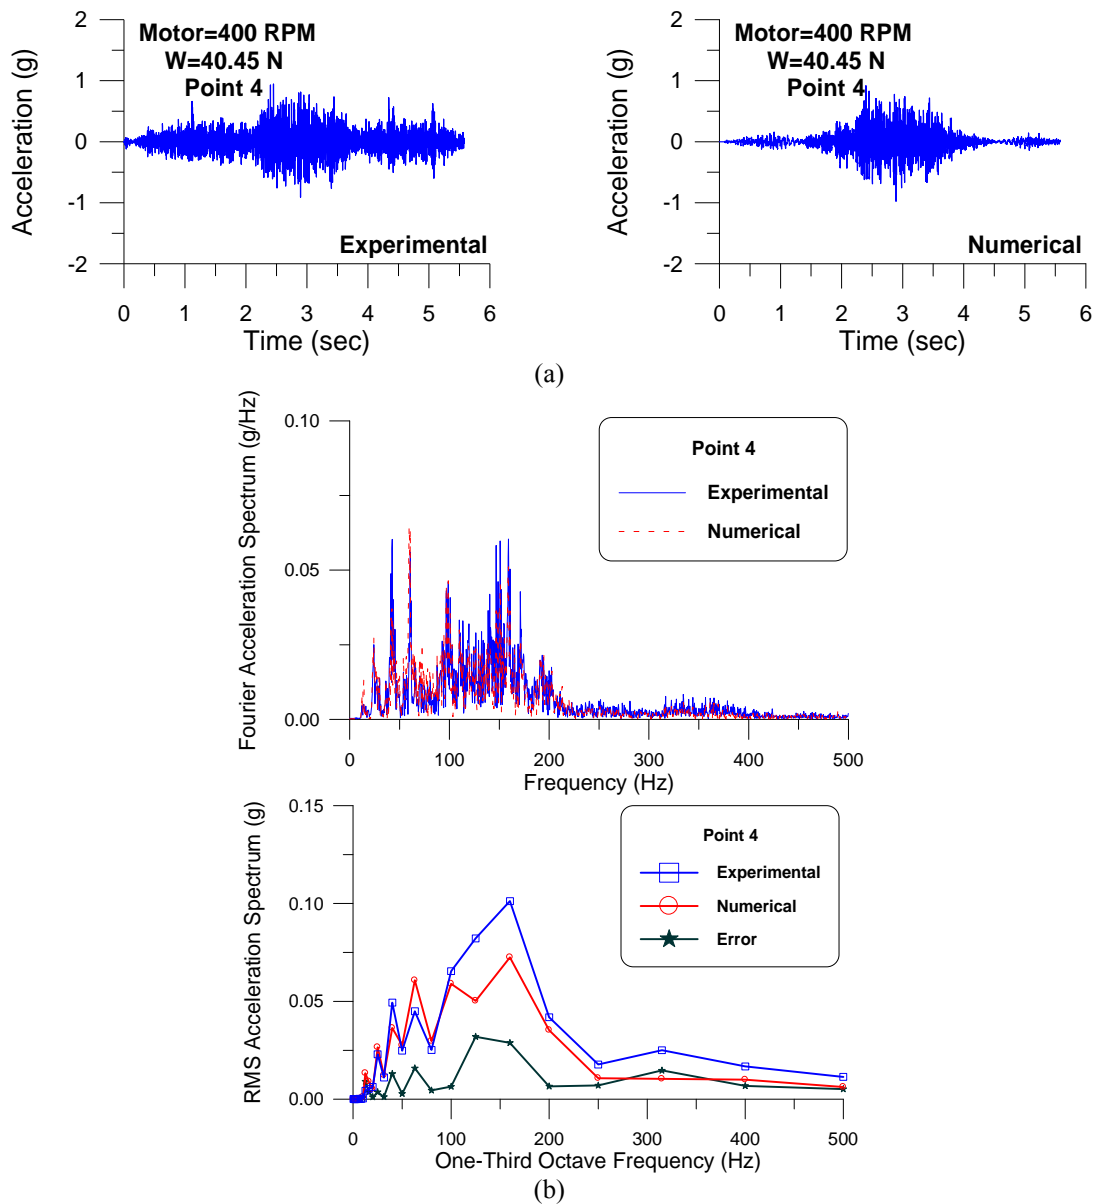 Motor=400 RPM
W=40.45 N
Point 4
Acceleration (g)
2
1
0
-1
-2
Experimental
0 1 2 3 4 5 6
Time (sec)
Motor=400 RPM
W=40.45 N
Point 4
Acceleration (g)
2
1
0
-1
-2
Numerical
0 1 2 3 4 5 6
Time (sec)
(a)
Fourier Acceleration Spectrum (g/Hz)
0.10
0.05
0.00
Point 4
Experimental
Numerical
0 100 200 300 400 500
Frequency (Hz)
RMS Acceleration Spectrum (g)
0.15
0.10
0.05
0.00
Point 4
Experimental
Numerical
Error
0 100 200 300 400 500
One-Third Octave Frequency (Hz)
(b)